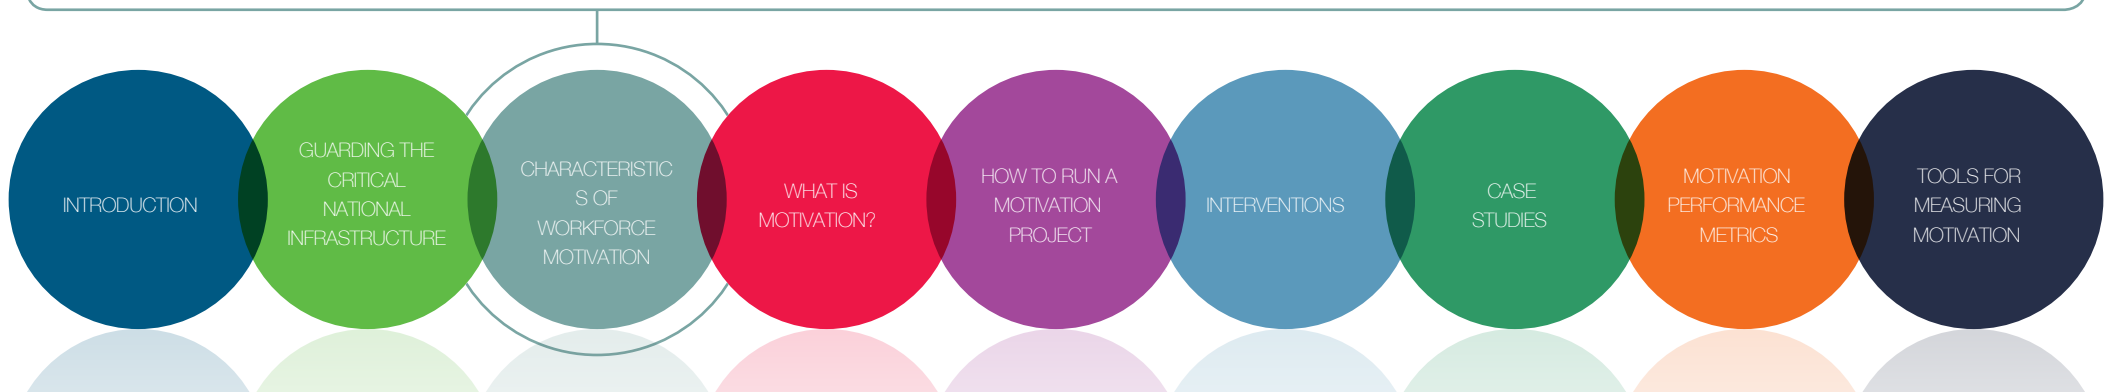 INTRODUCTION
GUARDING THE
CRITICAL
NATIONAL
INFRASTRUCTURE
CHARACTERISTIC
S OF
WORKFORCE
MOTIVATION
WHAT IS
MOTIVATION?
HOW TO RUN A
MOTIVATION
PROJECT
INTERVENTIONS
CASE
STUDIES
MOTIVATION
PERFORMANCE
METRICS
TOOLS FOR
MEASURING
MOTIVATION